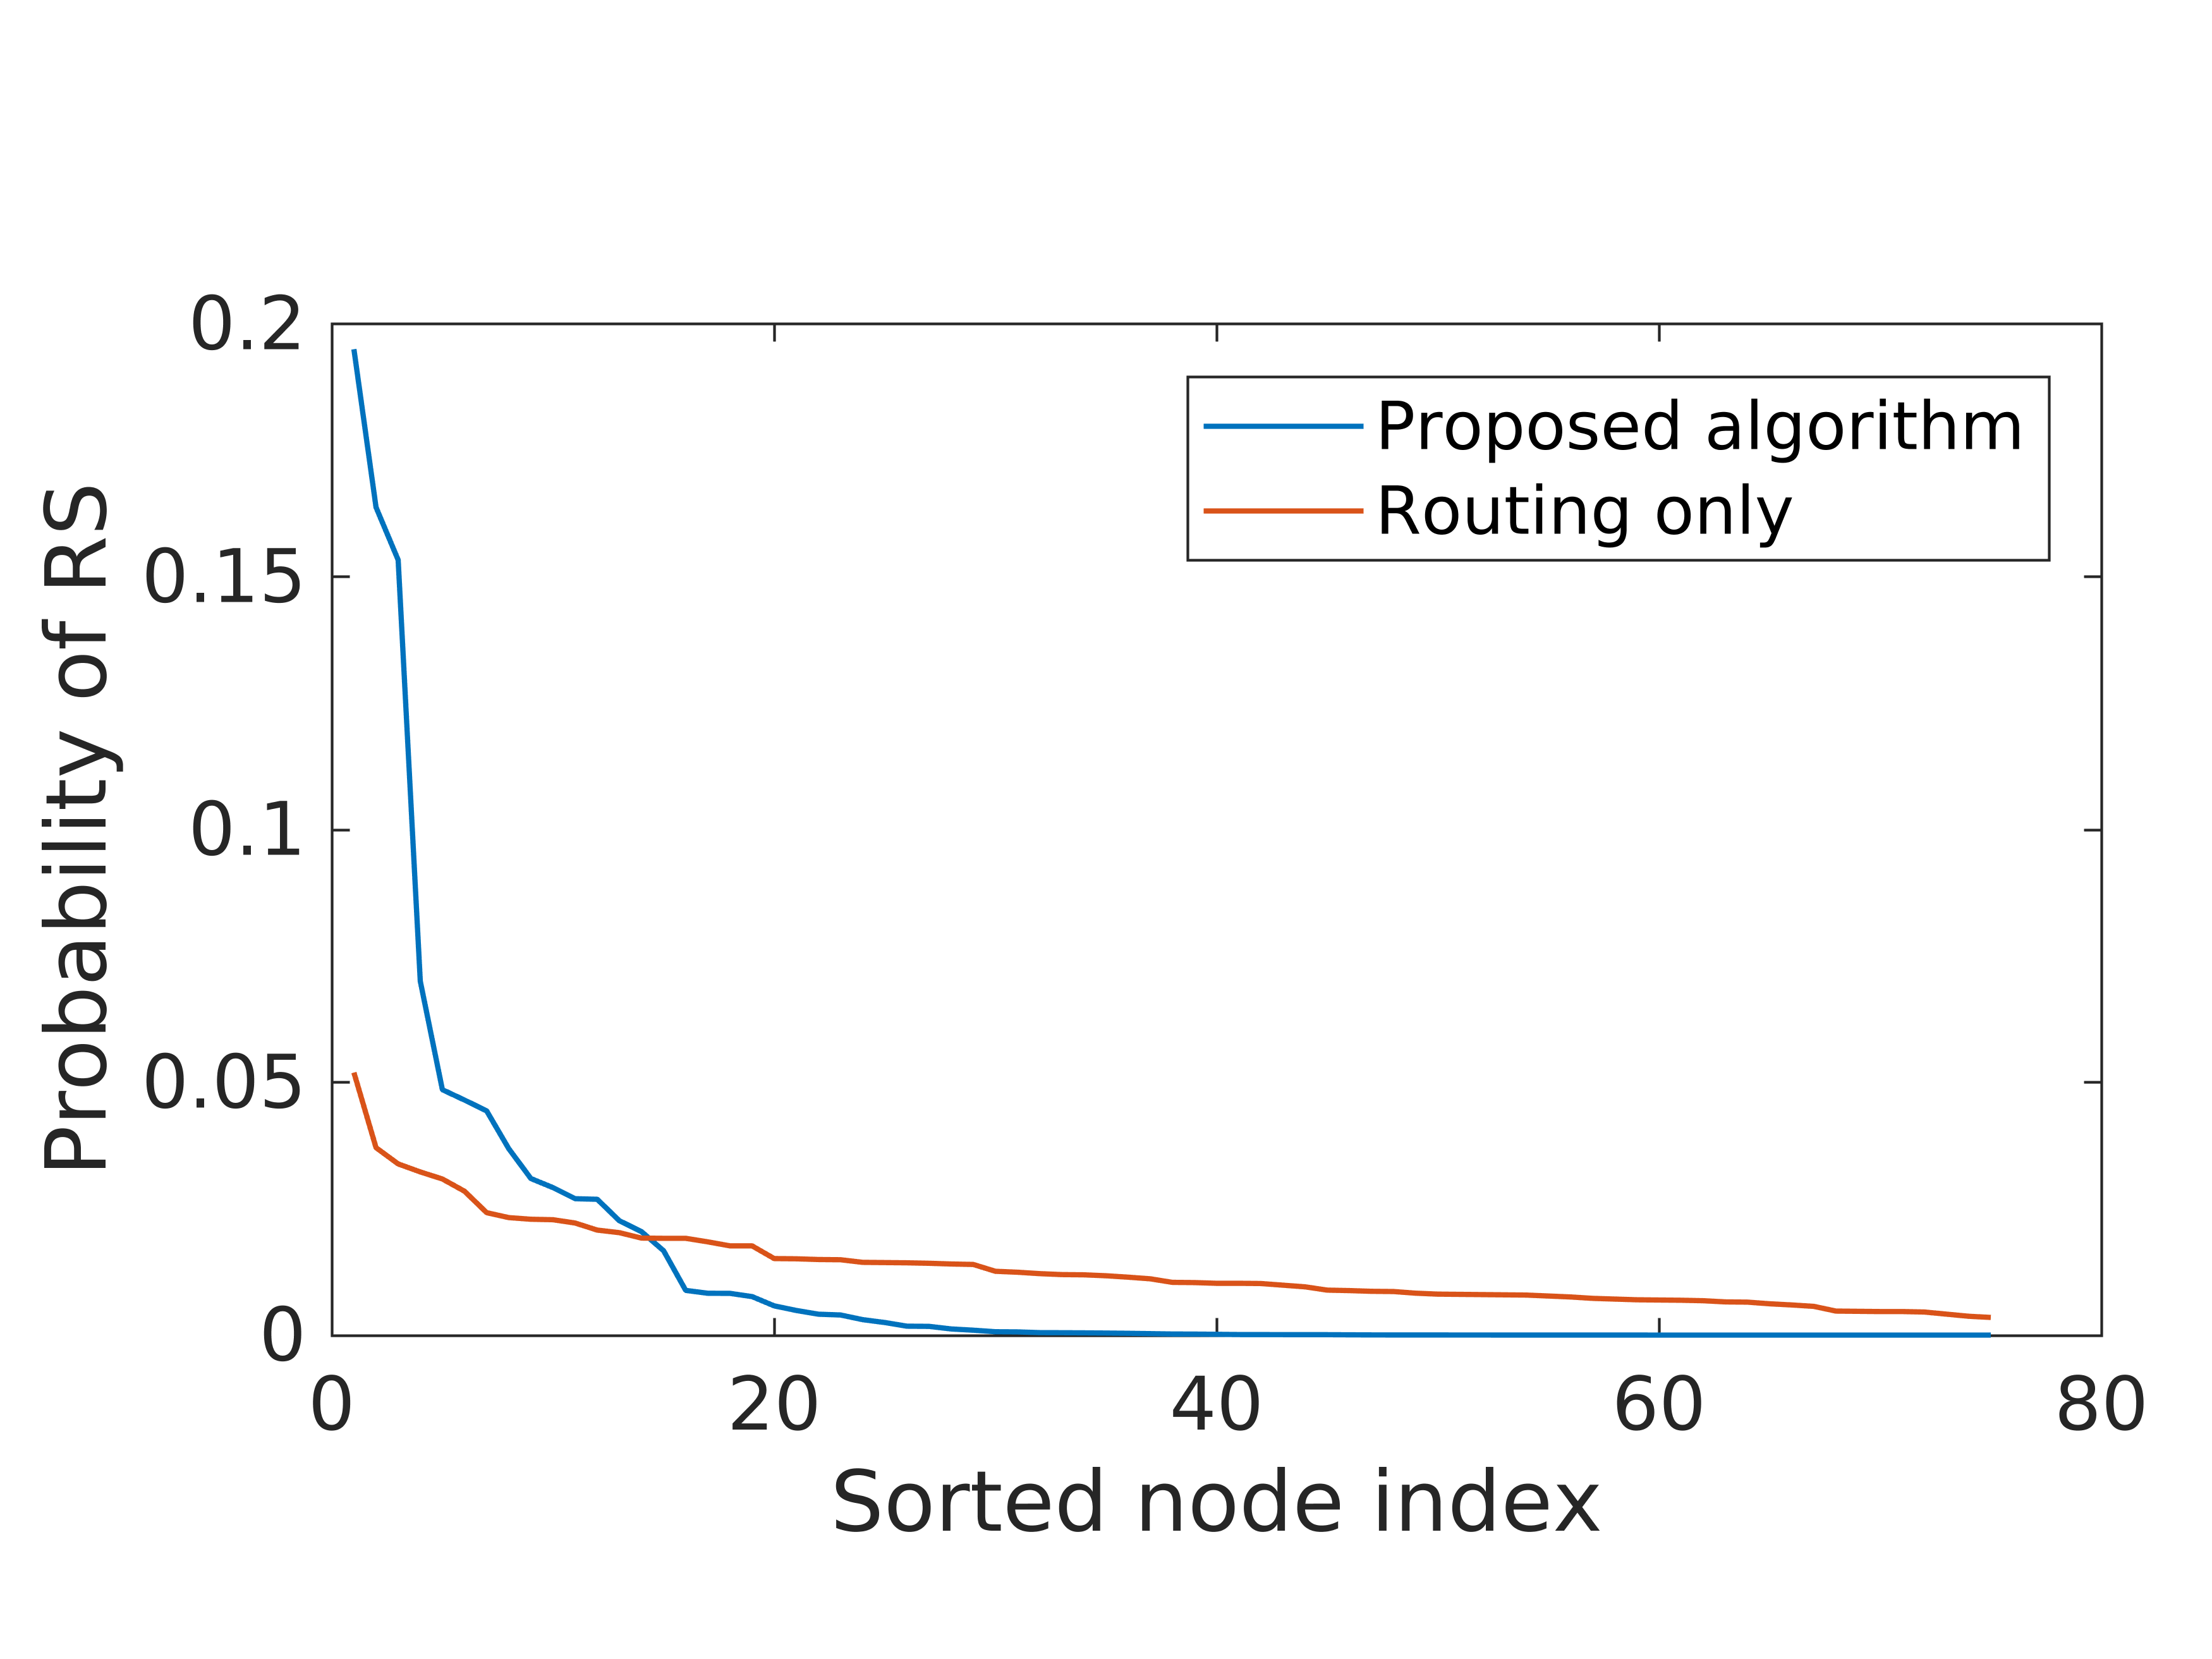 0.2
0.15
0.1
0.05
0
0
20
40
60
80
Probability of RS
Sorted node index
Proposed algorithm
Routing only